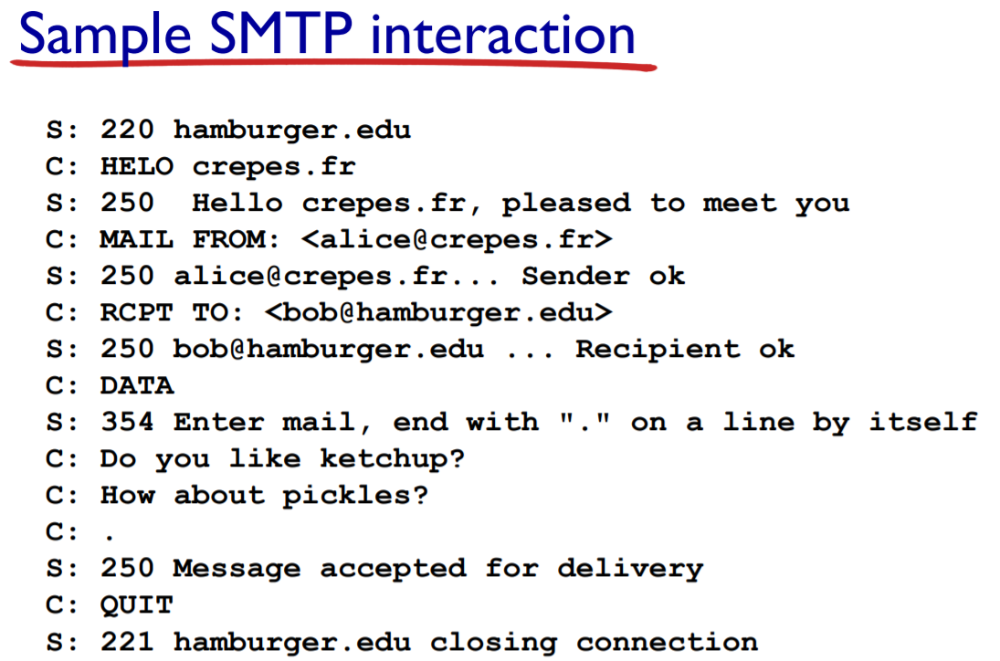 Sample SMTP interaction
S: 220 hamburger.edu
C: HELO crepes.fr
S: 250  Hello crepes.fr, pleased to meet you
C: MAIL FROM: <alice@crepes.fr>
S: 250 alice@crepes.fr... Sender ok
C: RCPT TO: <bob@hamburger.edu>
S: 250 bob@hamburger.edu ... Recipient ok
C: DATA
S: 354 Enter mail, end with "." on a line by itself
C: Do you like ketchup?
C: How about pickles?
C: .
S: 250 Message accepted for delivery
C: QUIT
S: 221 hamburger.edu closing connection